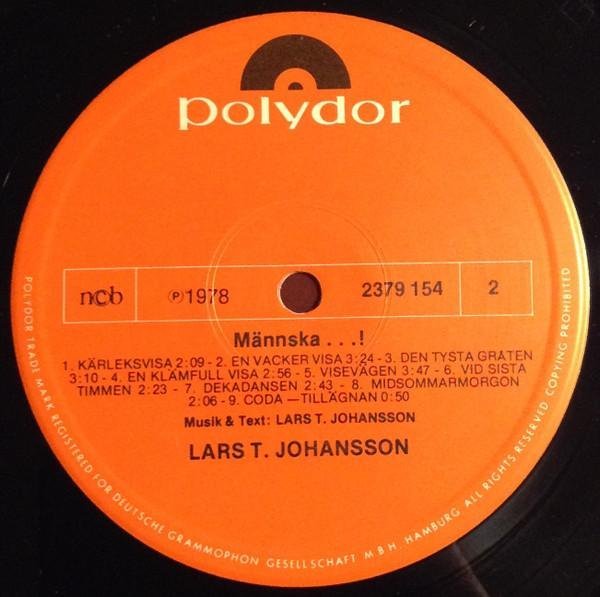 polydor
ncb
℗1978
2379 154
2
Männska . . .!
1. KÄRLEKSVISA 2:09 - 2. EN VACKER VISA 3:24 - 3. DEN TYSTA GRATEN
3:10 - 4. EN KLÄMFULL VISA 2:56 - 5. VISEVÄGEN 3:47 - 6. VID SISTA
TIMMEN 2:23 - 7. DEKADANSEN 2:43 - 8. MIDSOMMARMORGON
2:06 - 9. CODA —TILLÄGNAN 0:50
Musik & Text: LARS T. JOHANSSON
LARS T. JOHANSSON
POLYDOR TRADE MARK REGISTERED FOR DEUTSCHE GRAMMOPHON GESELLSCHAFT M B H . HAMBURG ALL RIGHTS RESERVED COPYING PROHIBITED